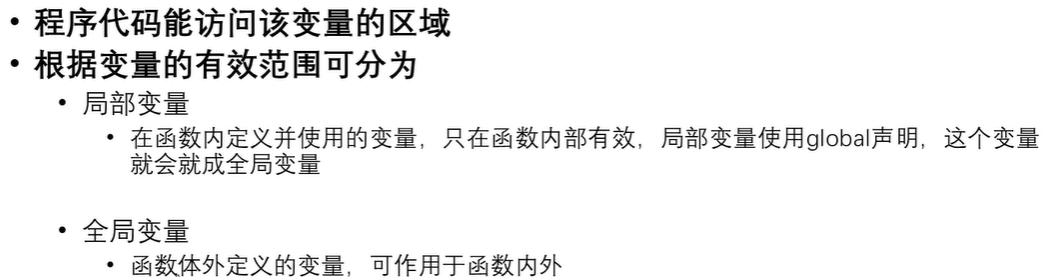 • 程序代码能访问该变量的区域
• 根据变量的有效范围可分为
• 局部变量
• 在函数内定义并使用的变量，只在函数内部有效，局部变量使用global声明，这个变量
就会就成全局变量
• 全局变量
• 函数体外定义的变量，可作用于函数内外